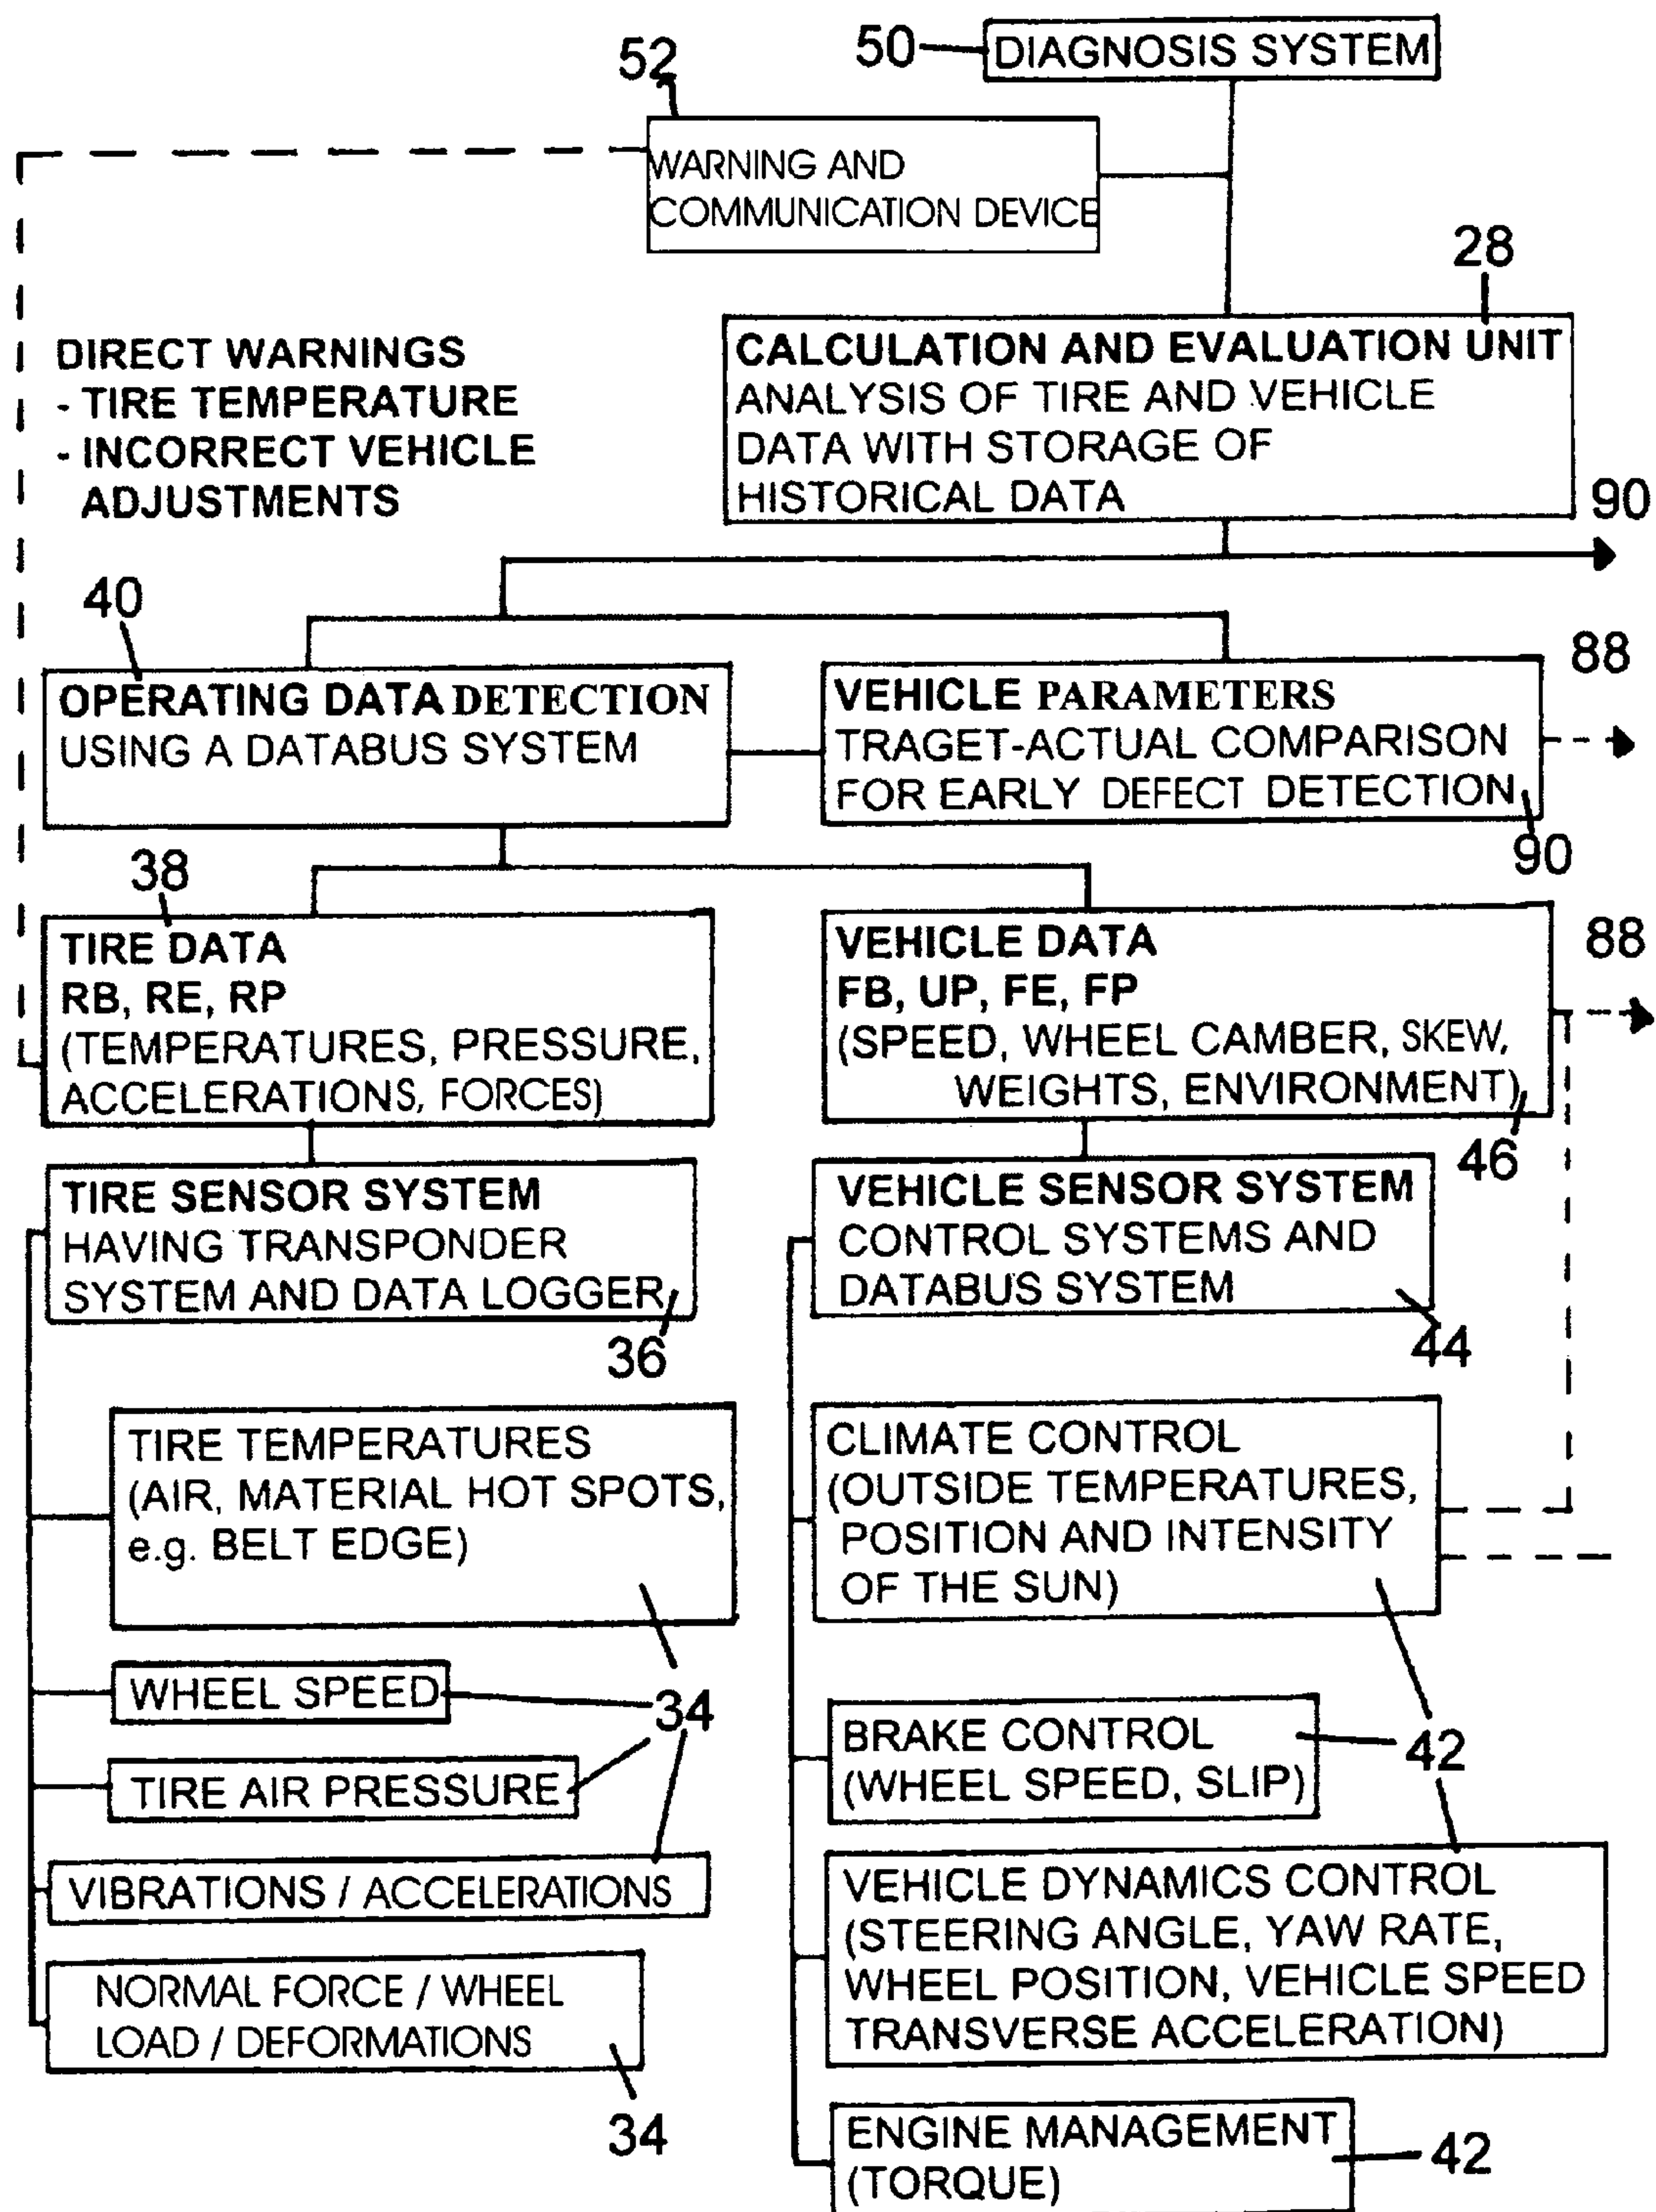 50
DIAGNOSIS SYSTEM
52
WARNING AND
COMMUNICATION DEVICE
28
DIRECT WARNINGS
- TIRE TEMPERATURE
- INCORRECT VEHICLE
ADJUSTMENTS
CALCULATION AND EVALUATION UNIT
ANALYSIS OF TIRE AND VEHICLE
DATA WITH STORAGE OF
HISTORICAL DATA
90
40
OPERATING DATA DETECTION
USING A DATABUS SYSTEM
88
VEHICLE PARAMETERS
TRAGET-ACTUAL COMPARISON
FOR EARLY DEFECT DETECTION
90
38
TIRE DATA
RB, RE, RP
(TEMPERATURES, PRESSURE,
ACCELERATIONS, FORCES)
88
VEHICLE DATA
FB, UP, FE, FP
(SPEED, WHEEL CAMBER, SKEW,
WEIGHTS, ENVIRONMENT)
46
TIRE SENSOR SYSTEM
HAVING TRANSPONDER
SYSTEM AND DATA LOGGER
36
VEHICLE SENSOR SYSTEM
CONTROL SYSTEMS AND
DATABUS SYSTEM
44
TIRE TEMPERATURES
(AIR, MATERIAL HOT SPOTS,
e.g. BELT EDGE)
CLIMATE CONTROL
(OUTSIDE TEMPERATURES,
POSITION AND INTENSITY
OF THE SUN)
WHEEL SPEED
34
TIRE AIR PRESSURE
BRAKE CONTROL
(WHEEL SPEED, SLIP)
42
VIBRATIONS / ACCELERATIONS
VEHICLE DYNAMICS CONTROL
(STEERING ANGLE, YAW RATE,
WHEEL POSITION, VEHICLE SPEED
TRANSVERSE ACCELERATION)
NORMAL FORCE / WHEEL
LOAD / DEFORMATIONS
34
ENGINE MANAGEMENT
(TORQUE)
42